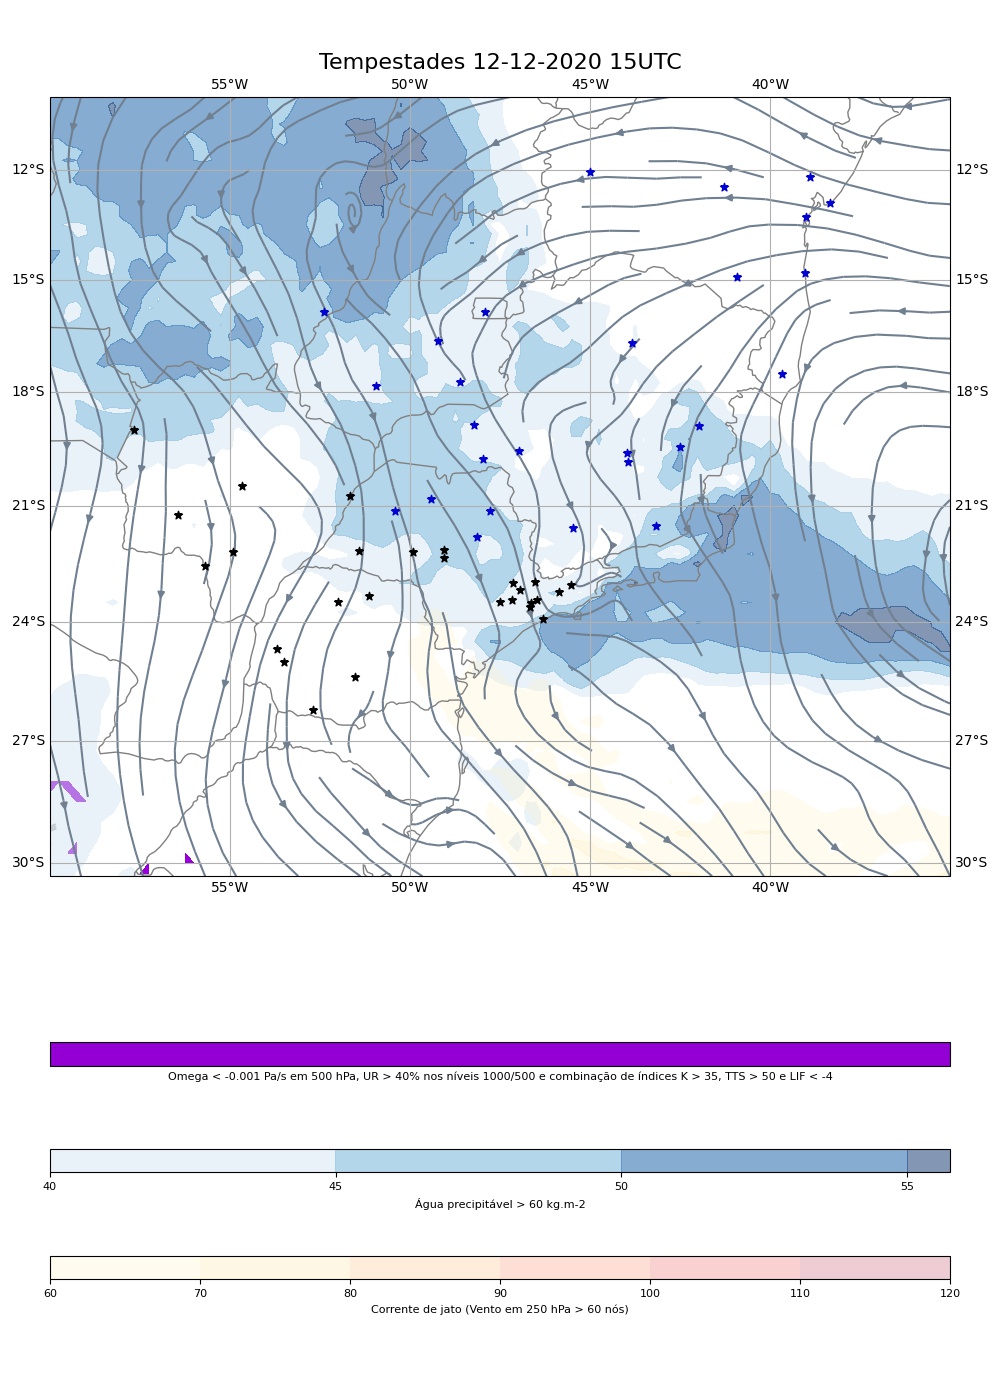 Tempestades 12-12-2020 15UTC
55°W 50°W 45°W 40°W
12°S 12°S
15°S 15°S
18°S 18°S
21°S 21°S
24°S 24°S
27°S 27°S
30°S 30°S
55°W 50°W 45°W 40°W
Omega < -0.001 Pa/s em 500 hPa, UR > 40% nos níveis 1000/500 e combinação de índices K > 35, TTS > 50 e LIF < -4
40 45 50 55
Água precipitável > 60 kg.m-2
60 70 80 90 100 110 120
Corrente de jato (Vento em 250 hPa > 60 nós)